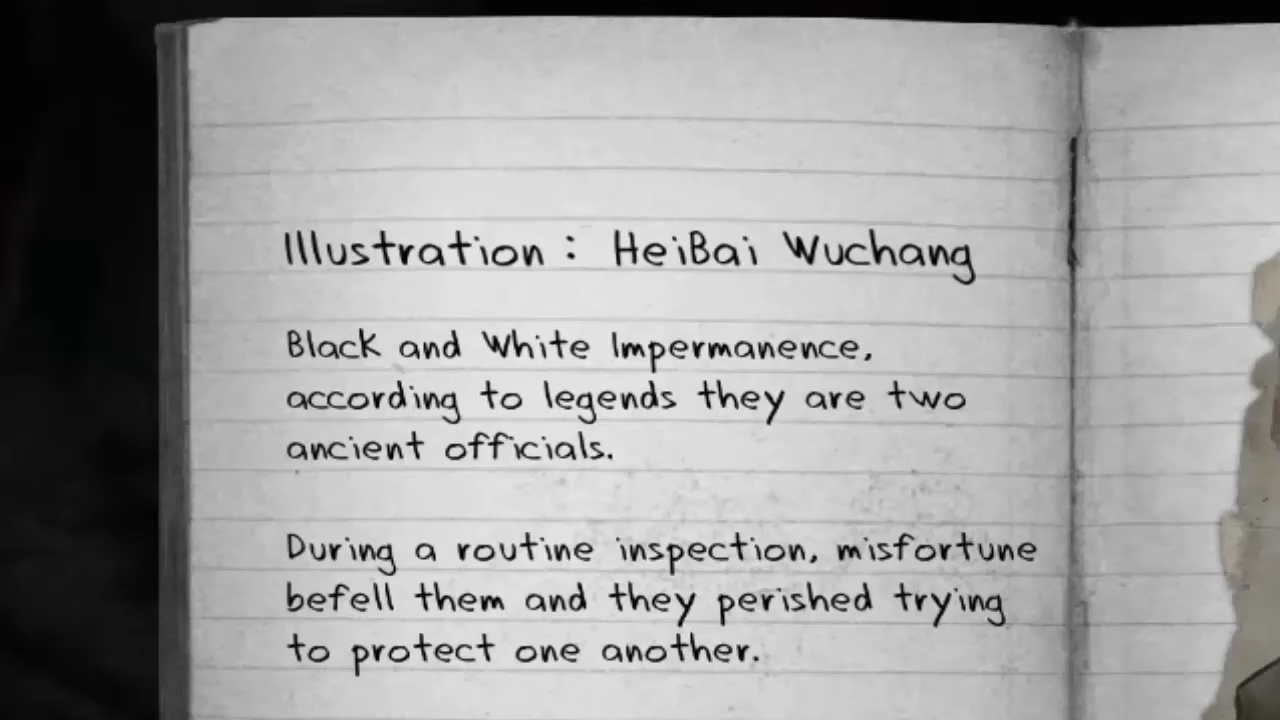 Illustration : HeiBai Wuchang
Black and White Impermanence,
according to legends they are two
ancient officials.
During a routine inspection, misfortune
befell them and they perished trying
to protect one another.